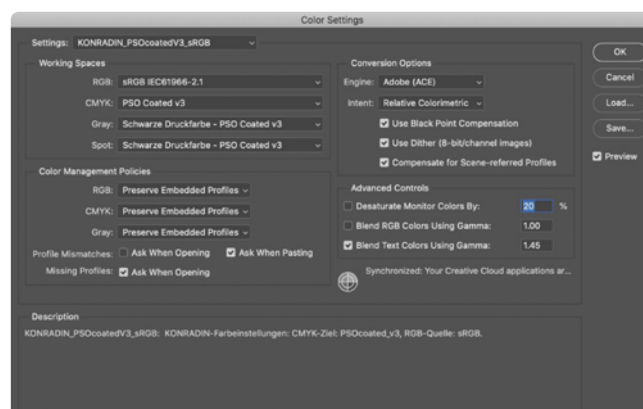 Color Settings
Settings: KONRADIN_PSOcoatedV3_sRGB
Working Spaces
RGB: sRGB IEC61966-2.1
CMYK: PSO Coated v3
Gray: Schwarze Druckfarbe - PSO Coated v3
Spot: Schwarze Druckfarbe - PSO Coated v3
Color Management Policies
RGB: Preserve Embedded Profiles
CMYK: Preserve Embedded Profiles
Gray: Preserve Embedded Profiles
Profile Mismatches: Ask When Opening Ask When Pasting
Missing Profiles: Ask When Opening
Conversion Options
Engine: Adobe (ACE)
Intent: Relative Colorimetric
Use Black Point Compensation
Use Dither (8-bit/channel images)
Compensate for Scene-referred Profiles
Advanced Controls
Desaturate Monitor Colors By: 20 %
Blend RGB Colors Using Gamma: 1.00
Blend Text Colors Using Gamma: 1.45
Synchronized: Your Creative Cloud applications ar...
OK
Cancel
Load...
Save...
Preview
Description
KONRADIN_PSOcoatedV3_sRGB: KONRADIN-Farbeinstellungen: CMYK-Ziel: PSOcoated_v3, RGB-Quelle: sRGB.